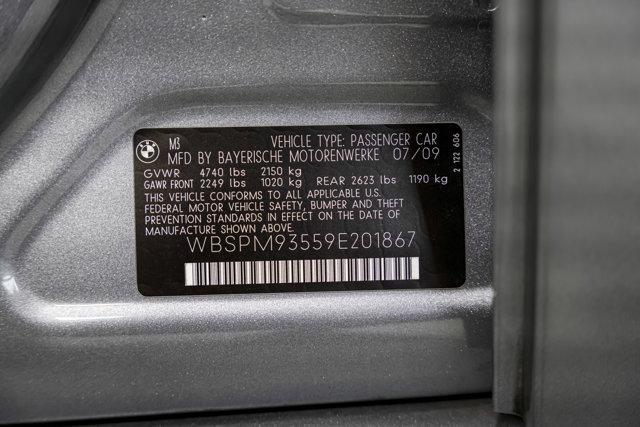 M3 VEHICLE TYPE: PASSENGER CAR
MFD BY BAYERISCHE MOTORENWERKE 07/09
GVWR 4740 lbs 2150 kg
GAWR FRONT 2249 lbs 1020 kg REAR 2623 lbs 1190 kg
THIS VEHICLE CONFORMS TO ALL APPLICABLE U.S.
FEDERAL MOTOR VEHICLE SAFETY, BUMPER AND THEFT
PREVENTION STANDARDS IN EFFECT ON THE DATE OF
MANUFACTURE SHOWN ABOVE.
WBSPM93559E201867
2 122 606